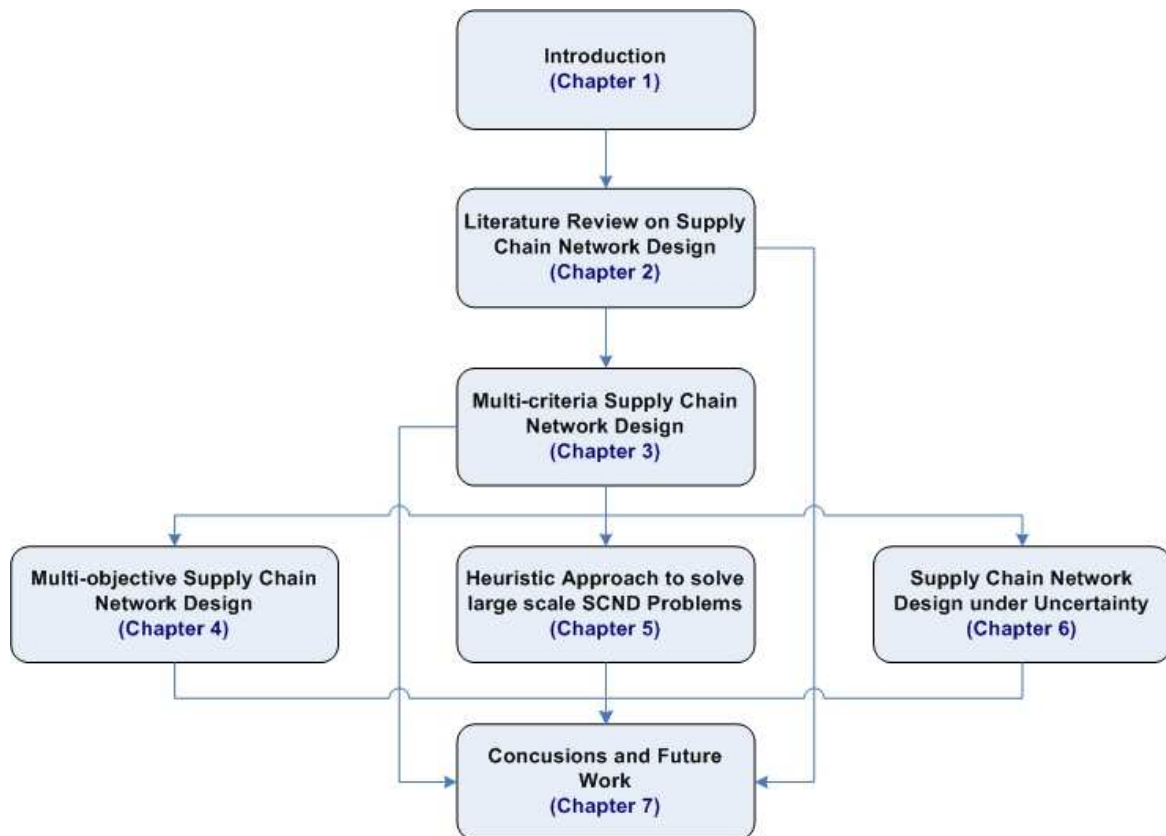 Introduction
(Chapter 1)
Literature Review on Supply
Chain Network Design
(Chapter 2)
Multi-criteria Supply Chain
Network Design
(Chapter 3)
Multi-objective Supply Chain
Network Design
(Chapter 4)
Heuristic Approach to solve
large scale SCND Problems
(Chapter 5)
Supply Chain Network
Design under Uncertainty
(Chapter 6)
Concusions and Future
Work
(Chapter 7)